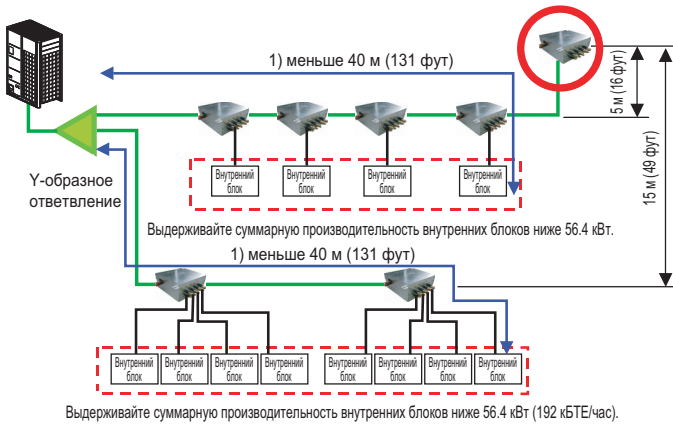 1) меньше 40 м (131 фут)
5 м (16 фут)
15 м (49 фут)
Внутренний
блок
Внутренний
блок
Внутренний
блок
Внутренний
блок
Y-образное
ответвление
Выдерживайте суммарную производительность внутренних блоков ниже 56.4 кВт.
1) меньше 40 м (131 фут)
Внутренний
блок
Внутренний
блок
Внутренний
блок
Внутренний
блок
Внутренний
блок
Внутренний
блок
Внутренний
блок
Внутренний
блок
Выдерживайте суммарную производительность внутренних блоков ниже 56.4 кВт (192 кБТЕ/час).